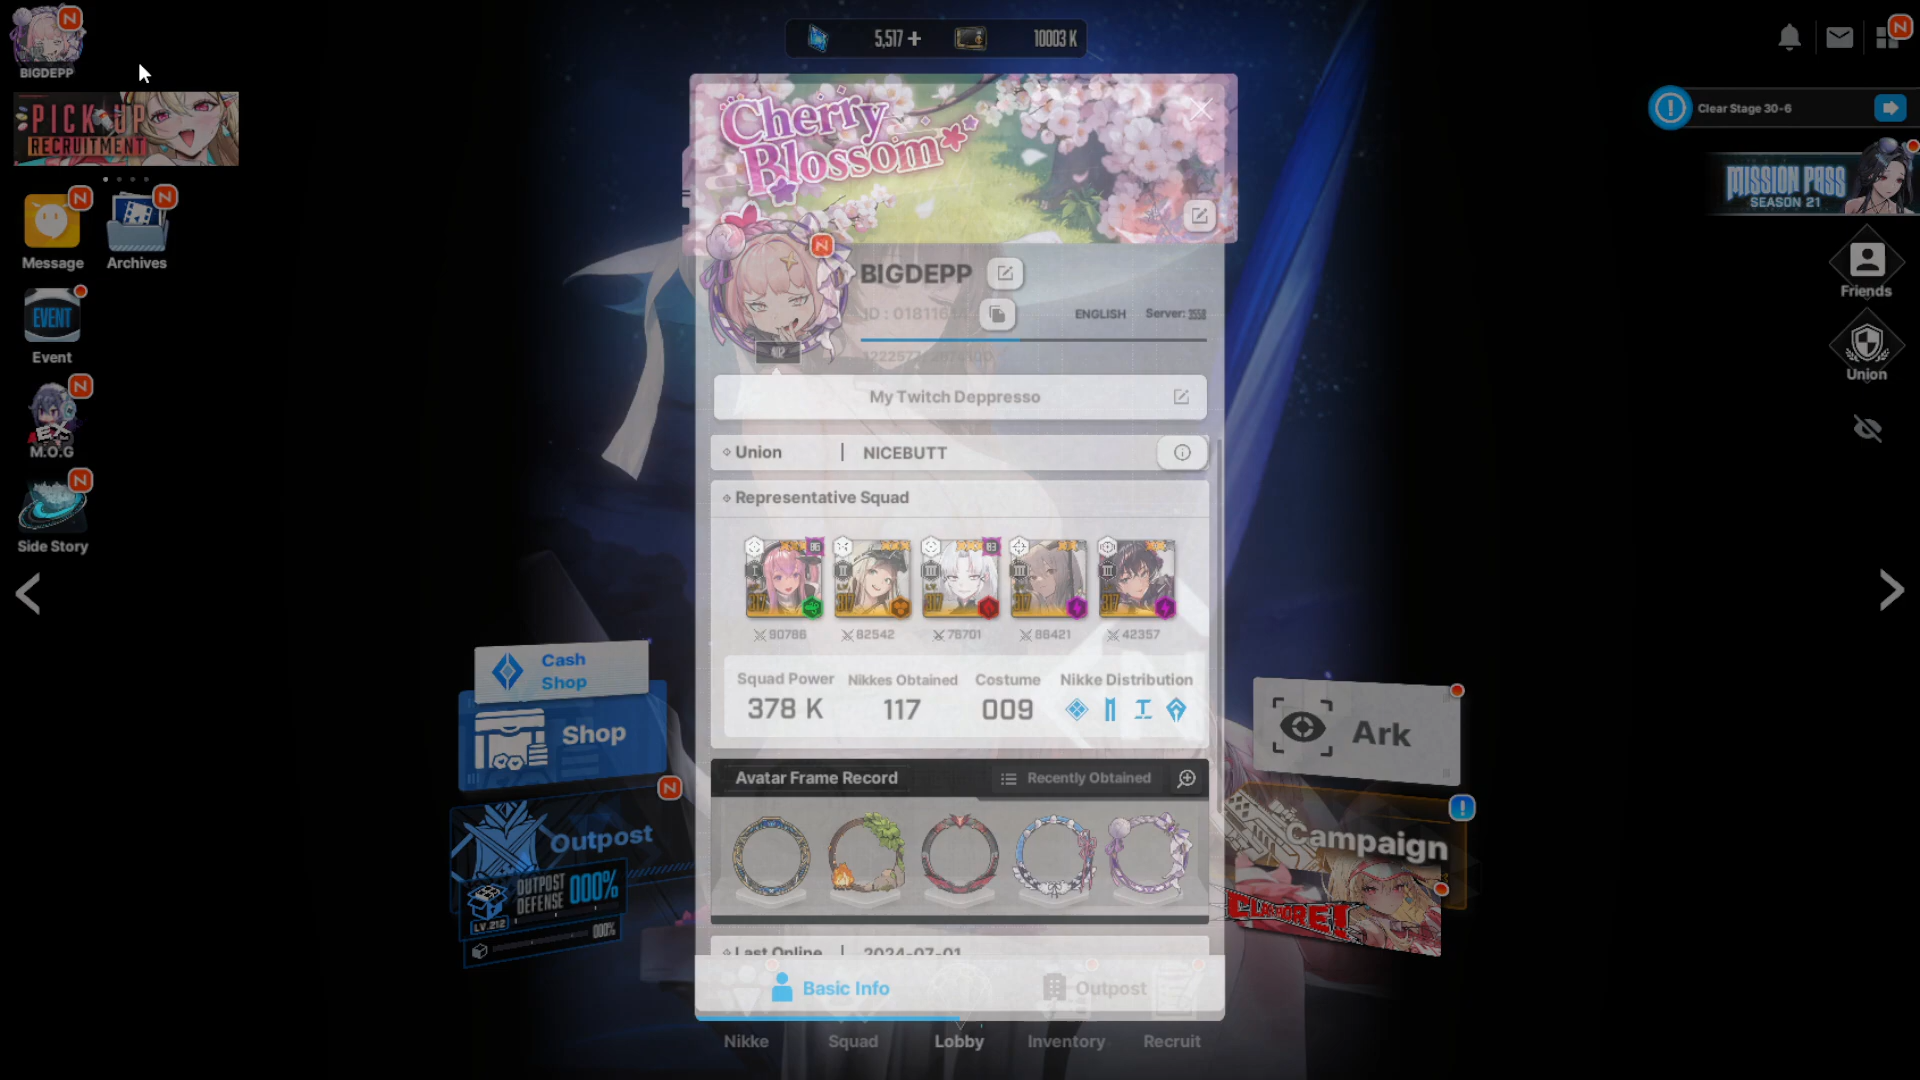 5,517
10003 K
BIGDEPP
PICK UP
RECRUITMENT
Message
Archives
EVENT
Event
M.O.G
Side Story
Clear Stage 30-6
MISSION PASS
SEASON 21
Friends
Union
Cherry
Blossom
BIGDEPP
ENGLISH
Server:
My Twitch Deppresso
Union
NICEBUTT
Representative Squad
90786
82542
76701
86421
42357
Squad Power
Nikkes Obtained
Costume
Nikke Distribution
378 K
117
009
Avatar Frame Record
Recently Obtained
Last Online
2024-07-01
Basic Info
Outpost
Cash
Shop
Shop
Outpost
OUTPOST
DEFENSE
000%
LV.212
000%
Ark
Campaign
Nikke
Squad
Lobby
Inventory
Recruit